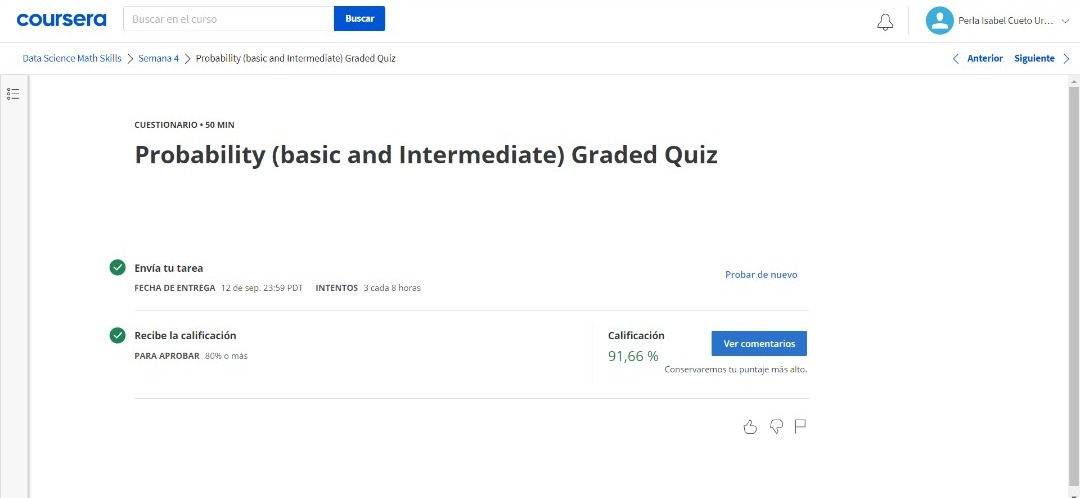 coursera Buscar en el curso Buscar Perla Isabel Cueto Ur...
Data Science Math Skills > Semana 4 > Probability (basic and Intermediate) Graded Quiz < Anterior Siguiente >
CUESTIONARIO • 50 MIN
Probability (basic and Intermediate) Graded Quiz
Envía tu tarea
Probar de nuevo
FECHA DE ENTREGA 12 de sep. 23:59 PDT INTENTOS 3 cada 8 horas
Recibe la calificación
PARA APROBAR 80% o más
Calificación
91,66 %
Ver comentarios
Conservaremos tu puntaje más alto.